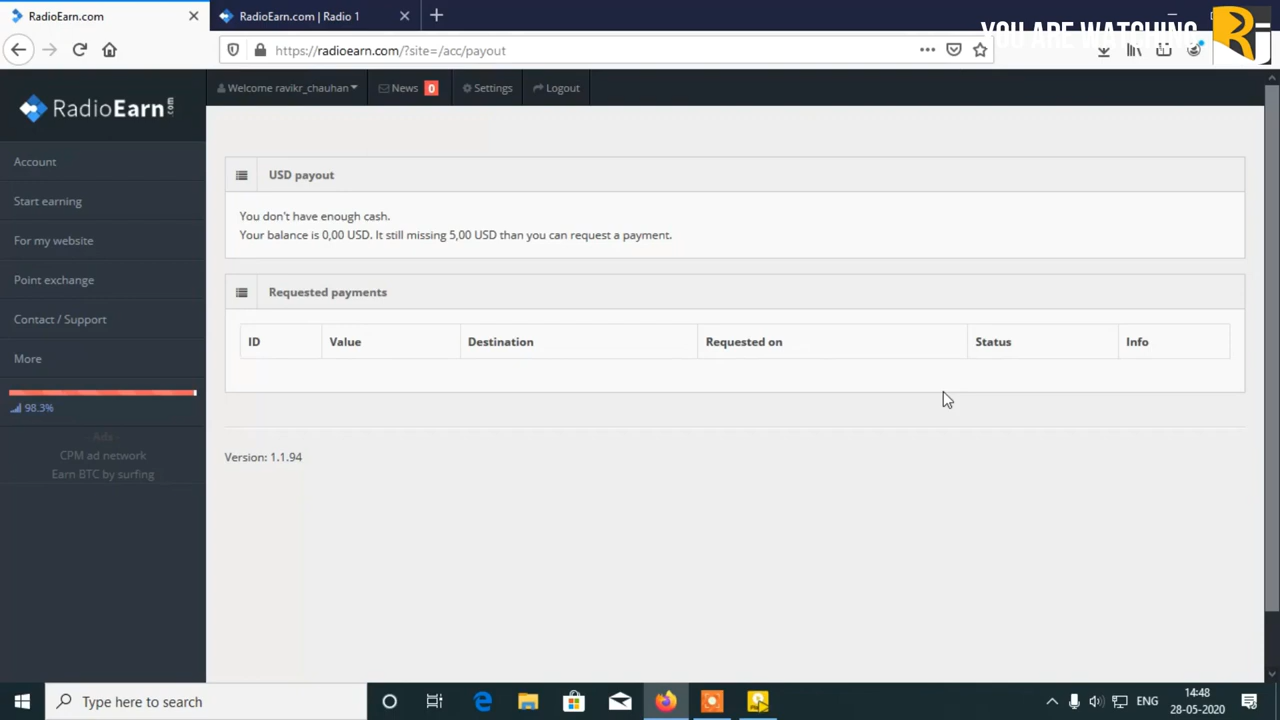 RadioEarn.com
RadioEarn.com | Radio 1
YOU ARE WATCHING
https://radioearn.com/?site=/acc/payout
RadioEarn.com
Welcome ravikr_chauhan
News 0
Settings
Logout
Account
Start earning
For my website
Point exchange
Contact / Support
More
98.3%
Ads -
CPM ad network
Earn BTC by surfing
USD payout
You don't have enough cash.
Your balance is 0,00 USD. It still missing 5,00 USD than you can request a payment.
Requested payments
ID Value Destination Requested on Status Info
Version: 1.1.94
Type here to search
ENG
14:48
28-05-2020